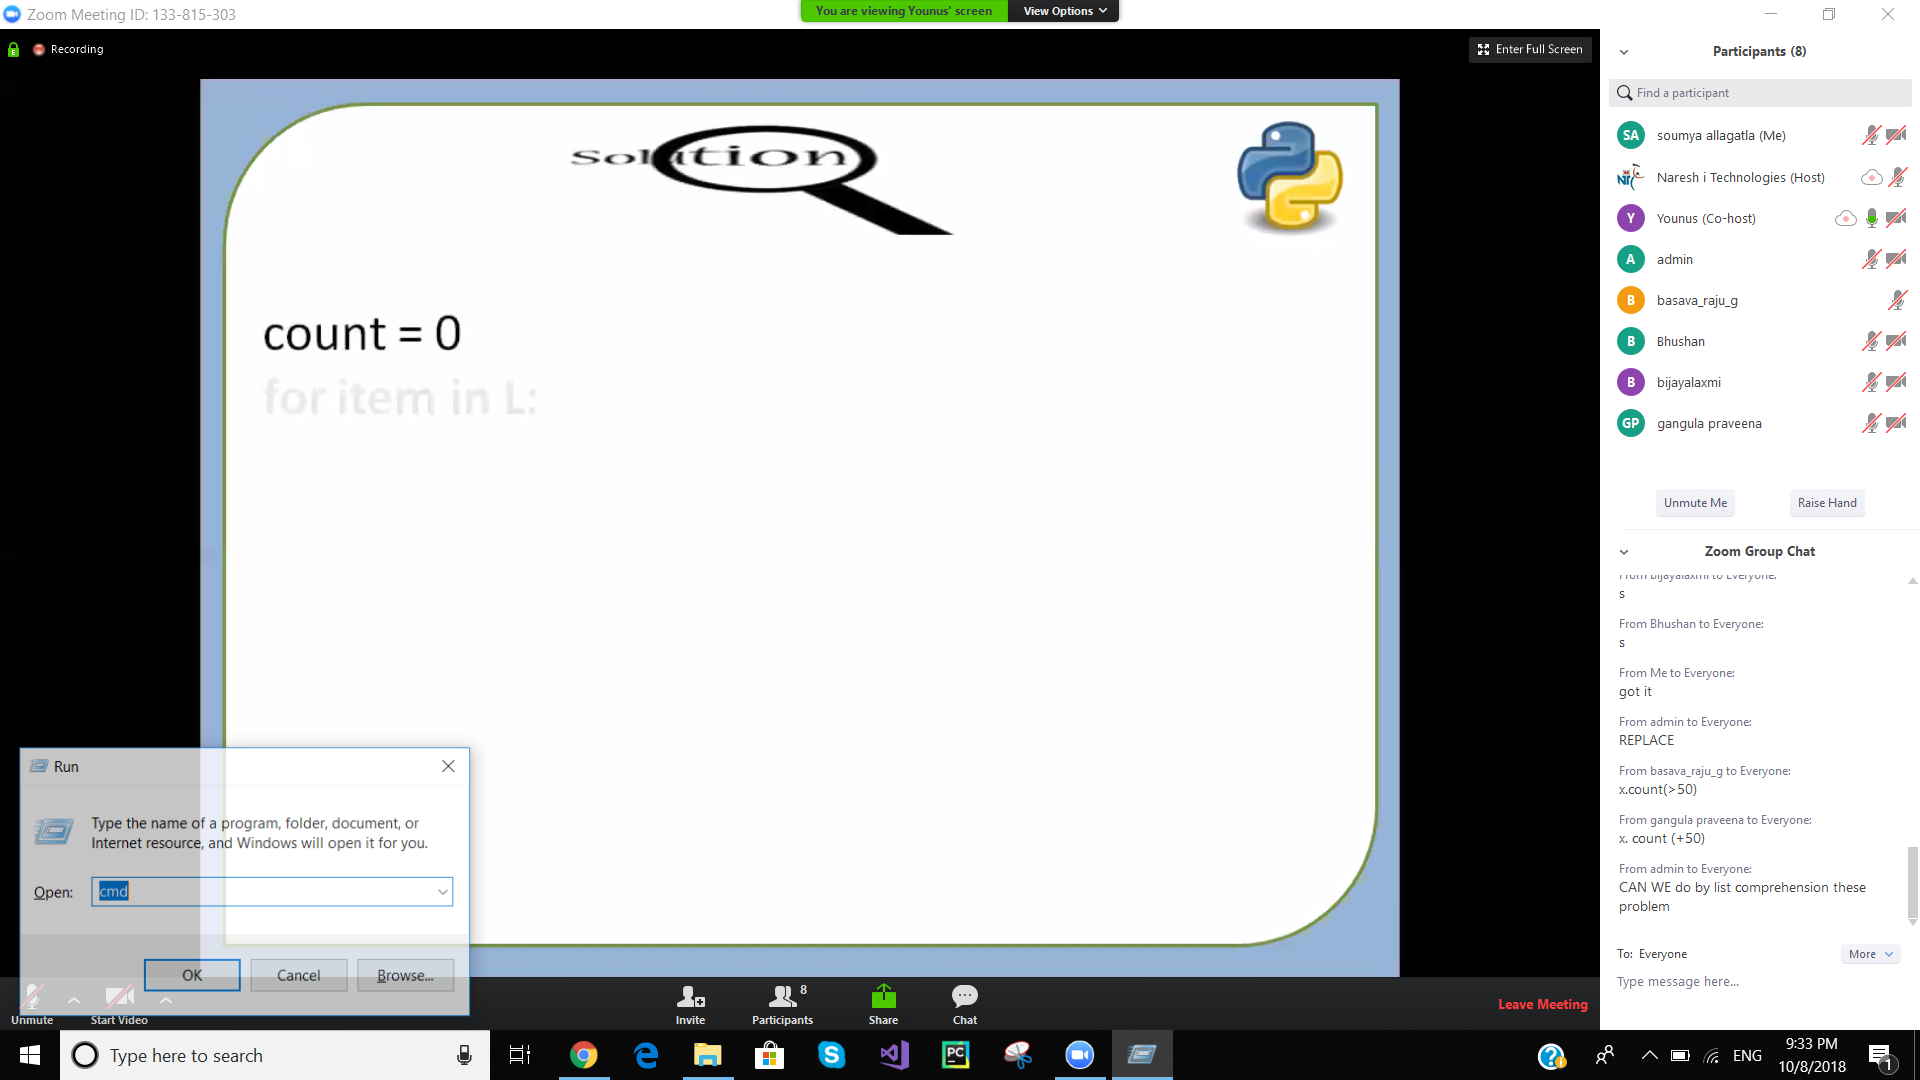 Zoom Meeting ID: 133-815-303
You are viewing Younus' screen
View Options
Recording
Enter Full Screen
Solution
count = 0
for item in L:
Run
Type the name of a program, folder, document, or
Internet resource, and Windows will open it for you.
Open: cmd
OK Cancel Browse...
Unmute Start Video
Invite
8
Participants
Share
Chat
Leave Meeting
Participants (8)
Find a participant
SA soumya allagatla (Me)
Naresh i Technologies (Host)
Y Younus (Co-host)
A admin
B basava_raju_g
B Bhushan
B bijayalaxmi
GP gangula praveena
Unmute Me Raise Hand
Zoom Group Chat
From bijayalaxmi to Everyone:
s
From Bhushan to Everyone:
s
From Me to Everyone:
got it
From admin to Everyone:
REPLACE
From basava_raju_g to Everyone:
x.count(>50)
From gangula praveena to Everyone:
x. count (+50)
From admin to Everyone:
CAN WE do by list comprehension these
problem
To: Everyone More
Type message here...
Type here to search
PC
ENG
9:33 PM
10/8/2018
1